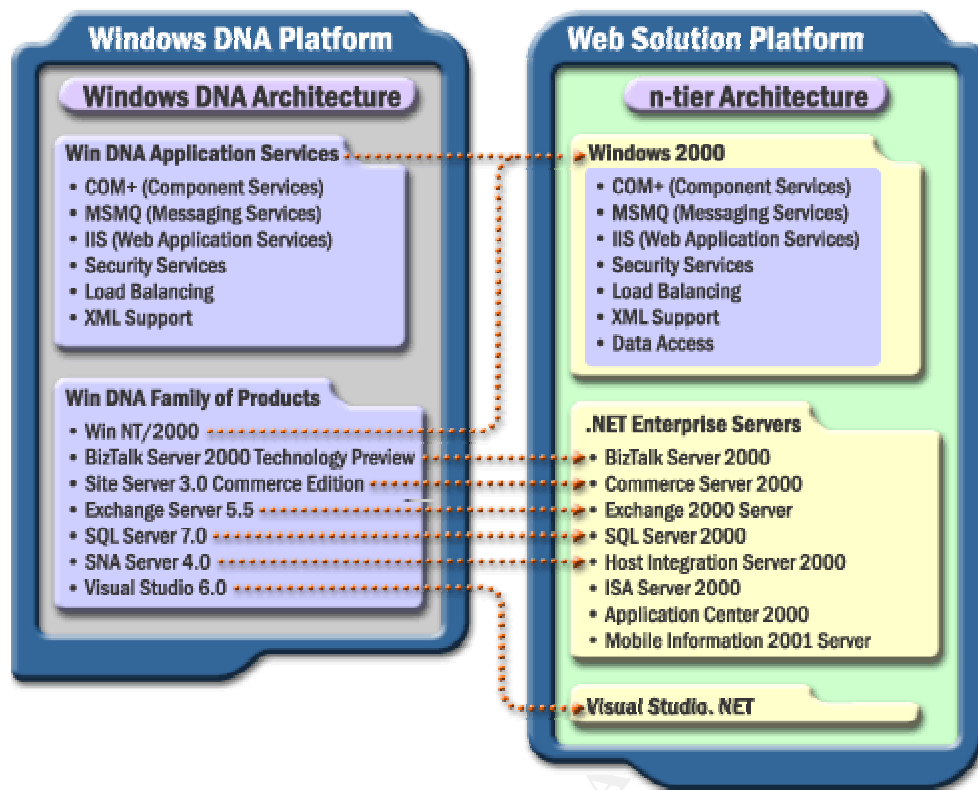 Windows DNA Platform
Windows DNA Architecture
Win DNA Application Services
• COM+ (Component Services)
• MSMQ (Messaging Services)
• IIS (Web Application Services)
• Security Services
• Load Balancing
• XML Support
Win DNA Family of Products
• Win NT/2000
• BizTalk Server 2000 Technology Preview
• Site Server 3.0 Commerce Edition
• Exchange Server 5.5
• SQL Server 7.0
• SNA Server 4.0
• Visual Studio 6.0
Web Solution Platform
n-tier Architecture
Windows 2000
• COM+ (Component Services)
• MSMQ (Messaging Services)
• IIS (Web Application Services)
• Security Services
• Load Balancing
• XML Support
• Data Access
.NET Enterprise Servers
• BizTalk Server 2000
• Commerce Server 2000
• Exchange 2000 Server
• SQL Server 2000
• Host Integration Server 2000
• ISA Server 2000
• Application Center 2000
• Mobile Information 2001 Server
Visual Studio. NET